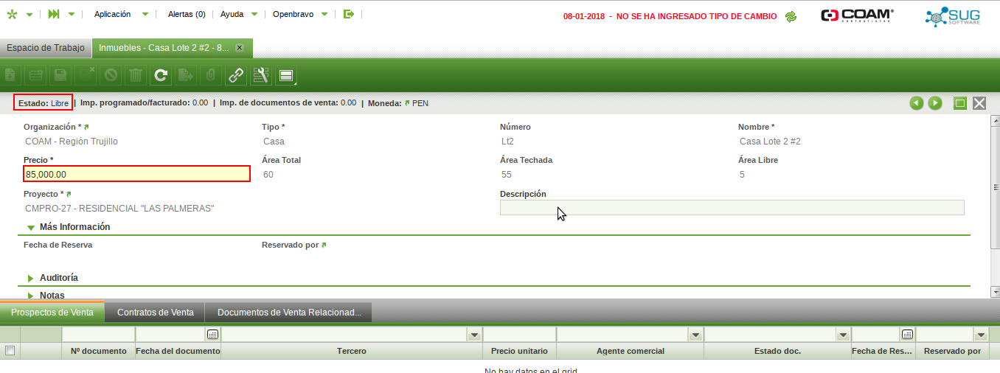 Aplicación Alertas (0) Ayuda Openbravo 08-01-2018 - NO SE HA INGRESADO TIPO DE CAMBIO COAM CONTRATISTAS SUG SOFTWARE
Espacio de Trabajo Inmuebles - Casa Lote 2 #2 - 8...
Estado: Libre | Imp. programado/facturado: 0.00 | Imp. de documentos de venta: 0.00 | Moneda: PEN
Organización * Tipo * Número Nombre *
COAM - Región Trujillo Casa Lt2 Casa Lote 2 #2
Precio * Área Total Área Techada Área Libre
85,000.00 60 55 5
Proyecto * Descripción
CMPRO-27 - RESIDENCIAL "LAS PALMERAS"
Más Información
Fecha de Reserva Reservado por
Auditoría
Notas
Prospectos de Venta Contratos de Venta Documentos de Venta Relacionad...
Nº documento Fecha del documento Tercero Precio unitario Agente comercial Estado doc. Fecha de Res... Reservado por
No hay datos en el grid